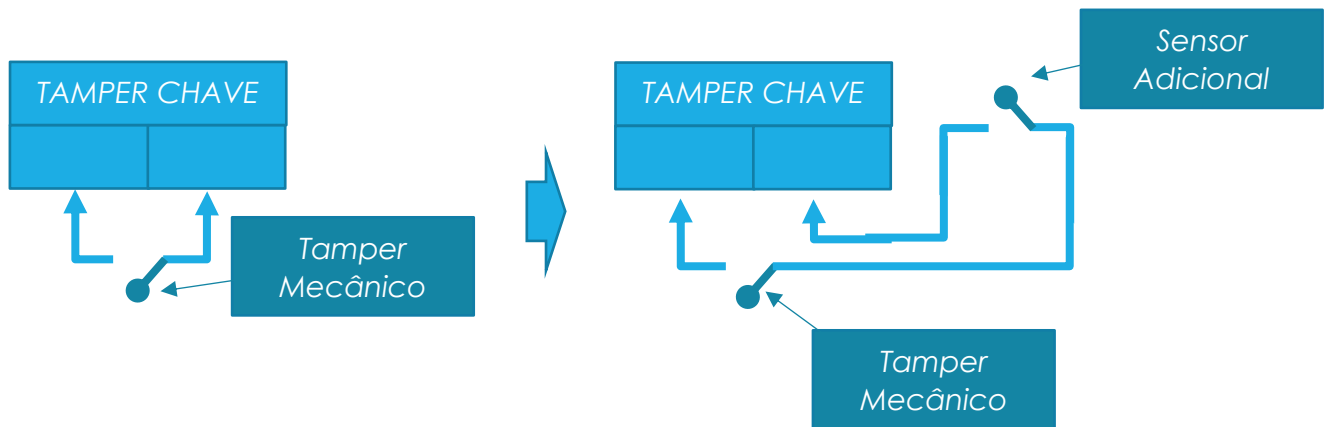 TAMPER CHAVE
Tamper
Mecânico
TAMPER CHAVE
Sensor
Adicional
Tamper
Mecânico